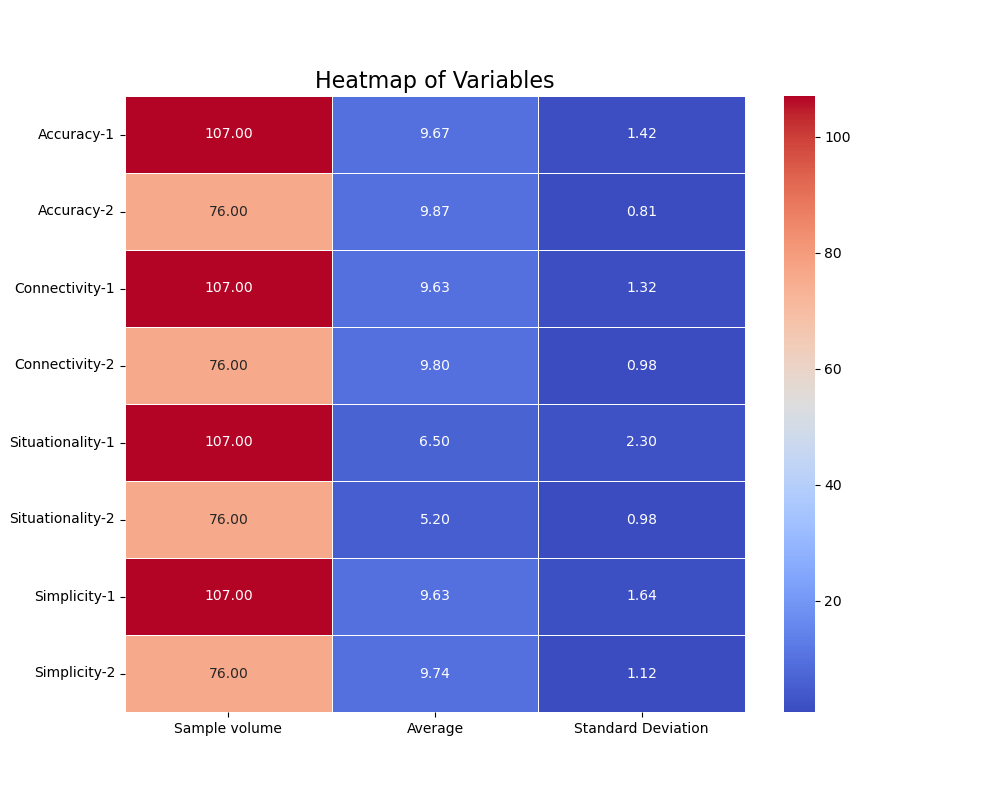 Heatmap of Variables
Accuracy-1 107.00 9.67 1.42
Accuracy-2 76.00 9.87 0.81
Connectivity-1 107.00 9.63 1.32
Connectivity-2 76.00 9.80 0.98
Situationality-1 107.00 6.50 2.30
Situationality-2 76.00 5.20 0.98
Simplicity-1 107.00 9.63 1.64
Simplicity-2 76.00 9.74 1.12
Sample volume Average Standard Deviation
100
80
60
40
20